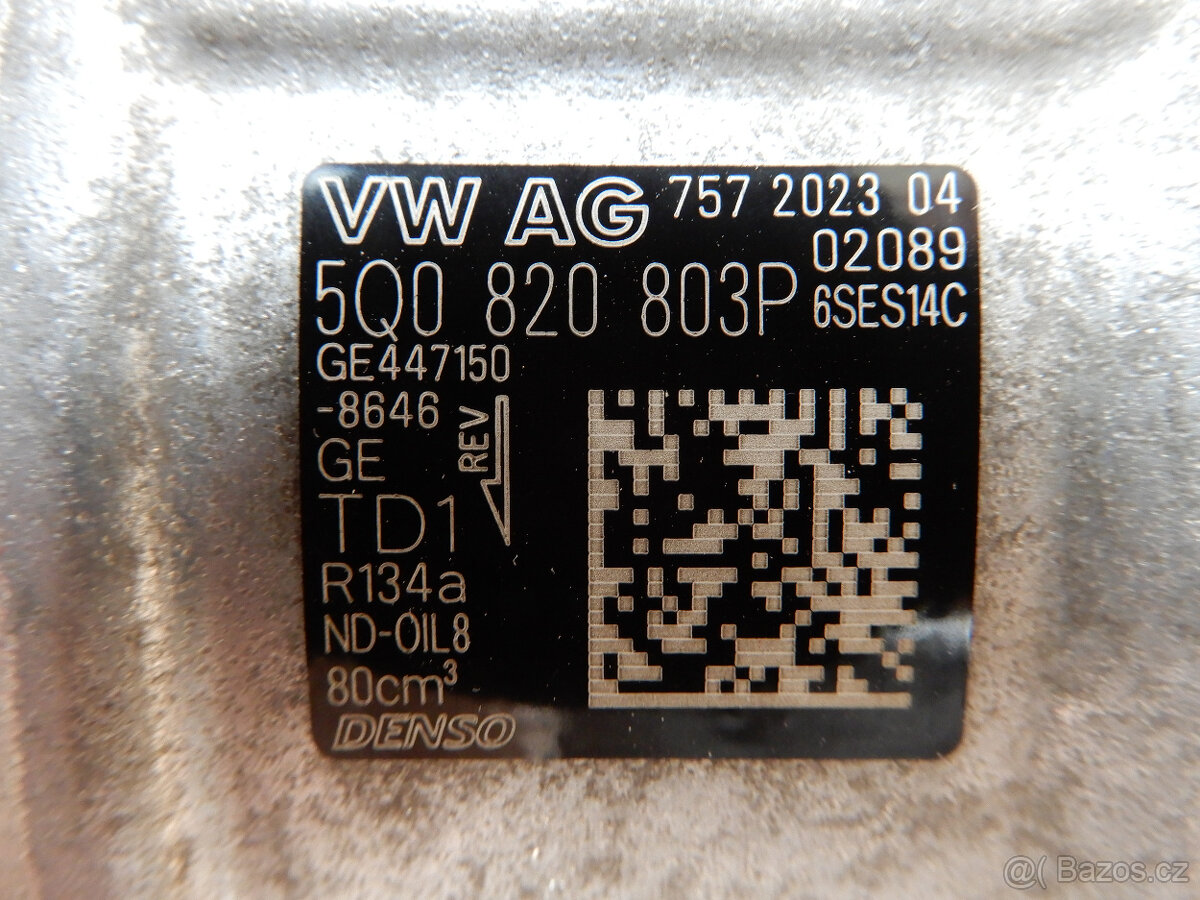 VW AG 757 2023 04
02089
5Q0 820 803P 6SES14C
GE447150
-8646
REV
GE
TD1
R134a
ND-OIL8
80cm³
DENSO
@( Bazos.cz